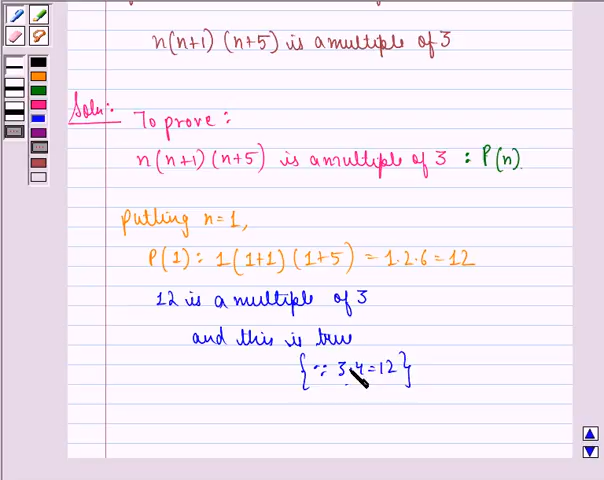 n(n+1) (n+5) is a multiple of 3
Soln:
To prove:
n(n+1) (n+5) is a multiple of 3 : P(n)
putting n=1,
P(1): 1(1+1) (1+5) = 1.2.6 = 12
12 is a multiple of 3
and this is true
{∵ 3.4=12}